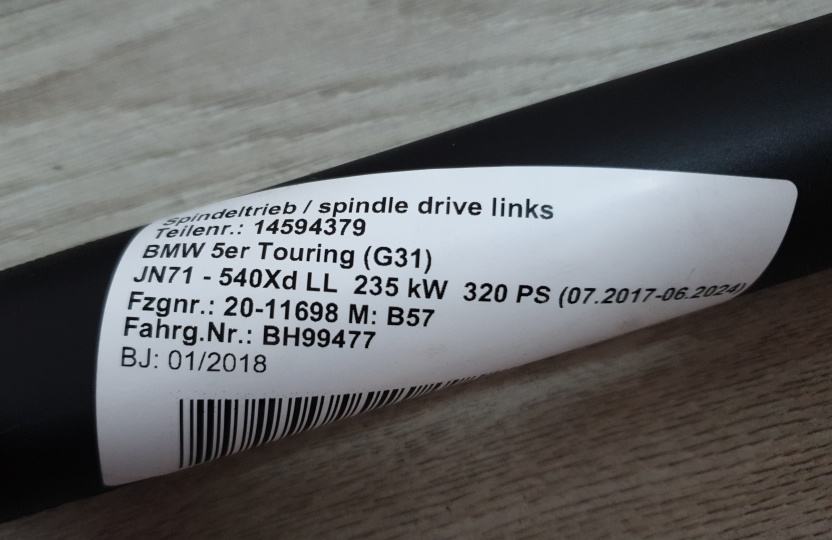 Spindeltrieb / spindle drive links
Teilenr.: 14594379
BMW 5er Touring (G31)
JN71 - 540Xd LL 235 kW 320 PS (07.2017-06.2024)
Fzgnr.: 20-11698 M: B57
Fahrg.Nr.: BH99477
BJ: 01/2018